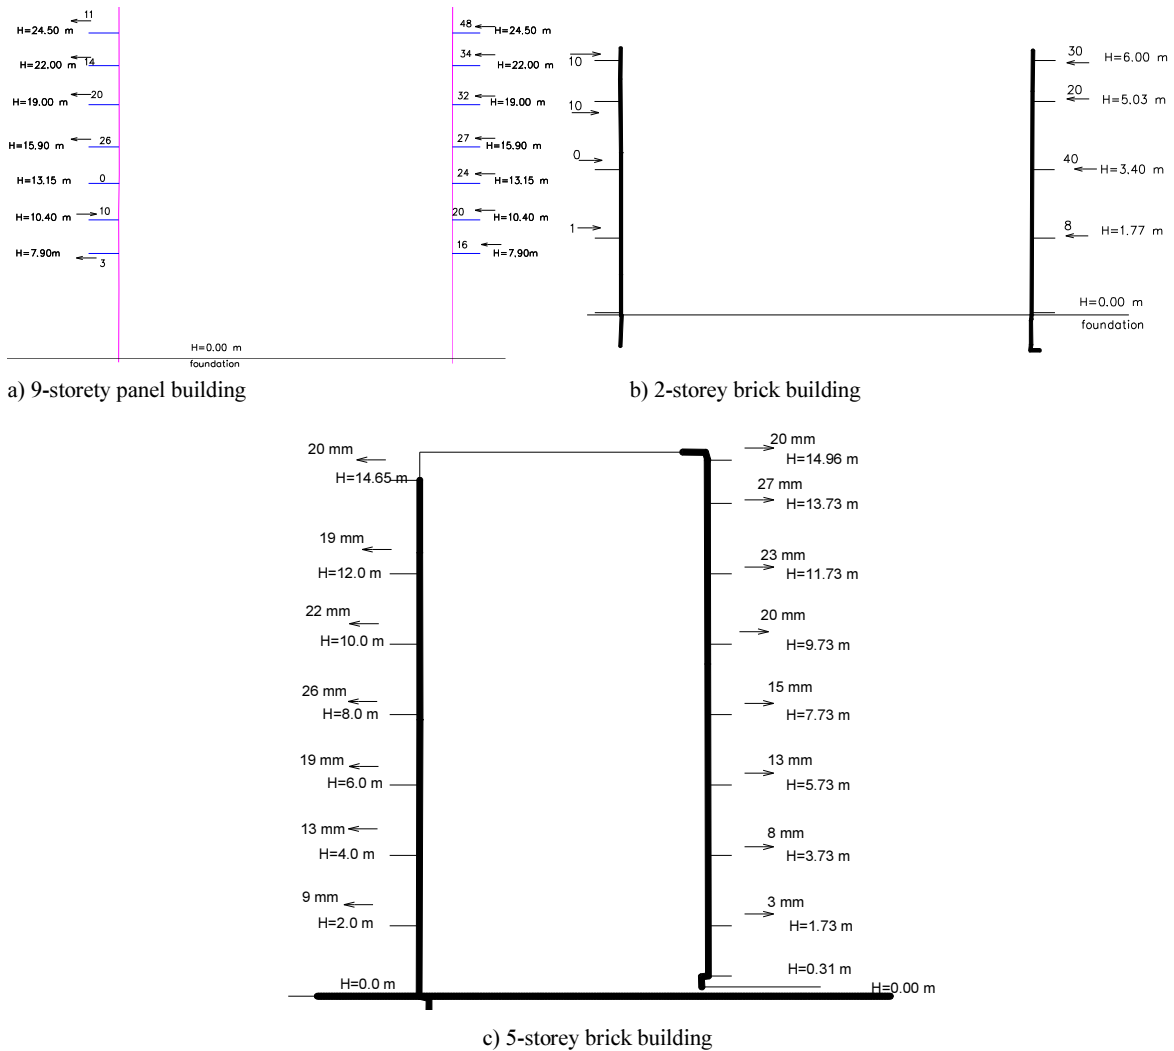 11
H=24.50 m
14
H=22.00 m
20
H=19.00 m
26
H=15.90 m
0
H=13.15 m
10
H=10.40 m
H=7.90m
3
48
H=24.50 m
34
H=22.00 m
32
H=19.00 m
27
H=15.90 m
24
H=13.15 m
20
H=10.40 m
16
H=7.90m
H=0.00 m
foundation
a) 9-storety panel building
10
10
0
1
30
H=6.00 m
20
H=5.03 m
40
H=3.40 m
8
H=1.77 m
H=0.00 m
foundation
b) 2-storey brick building
20 mm
H=14.65 m
19 mm
H=12.0 m
22 mm
H=10.0 m
26 mm
H=8.0 m
19 mm
H=6.0 m
13 mm
H=4.0 m
9 mm
H=2.0 m
H=0.0 m
20 mm
H=14.96 m
27 mm
H=13.73 m
23 mm
H=11.73 m
20 mm
H=9.73 m
15 mm
H=7.73 m
13 mm
H=5.73 m
8 mm
H=3.73 m
3 mm
H=1.73 m
H=0.31 m
H=0.00 m
c) 5-storey brick building